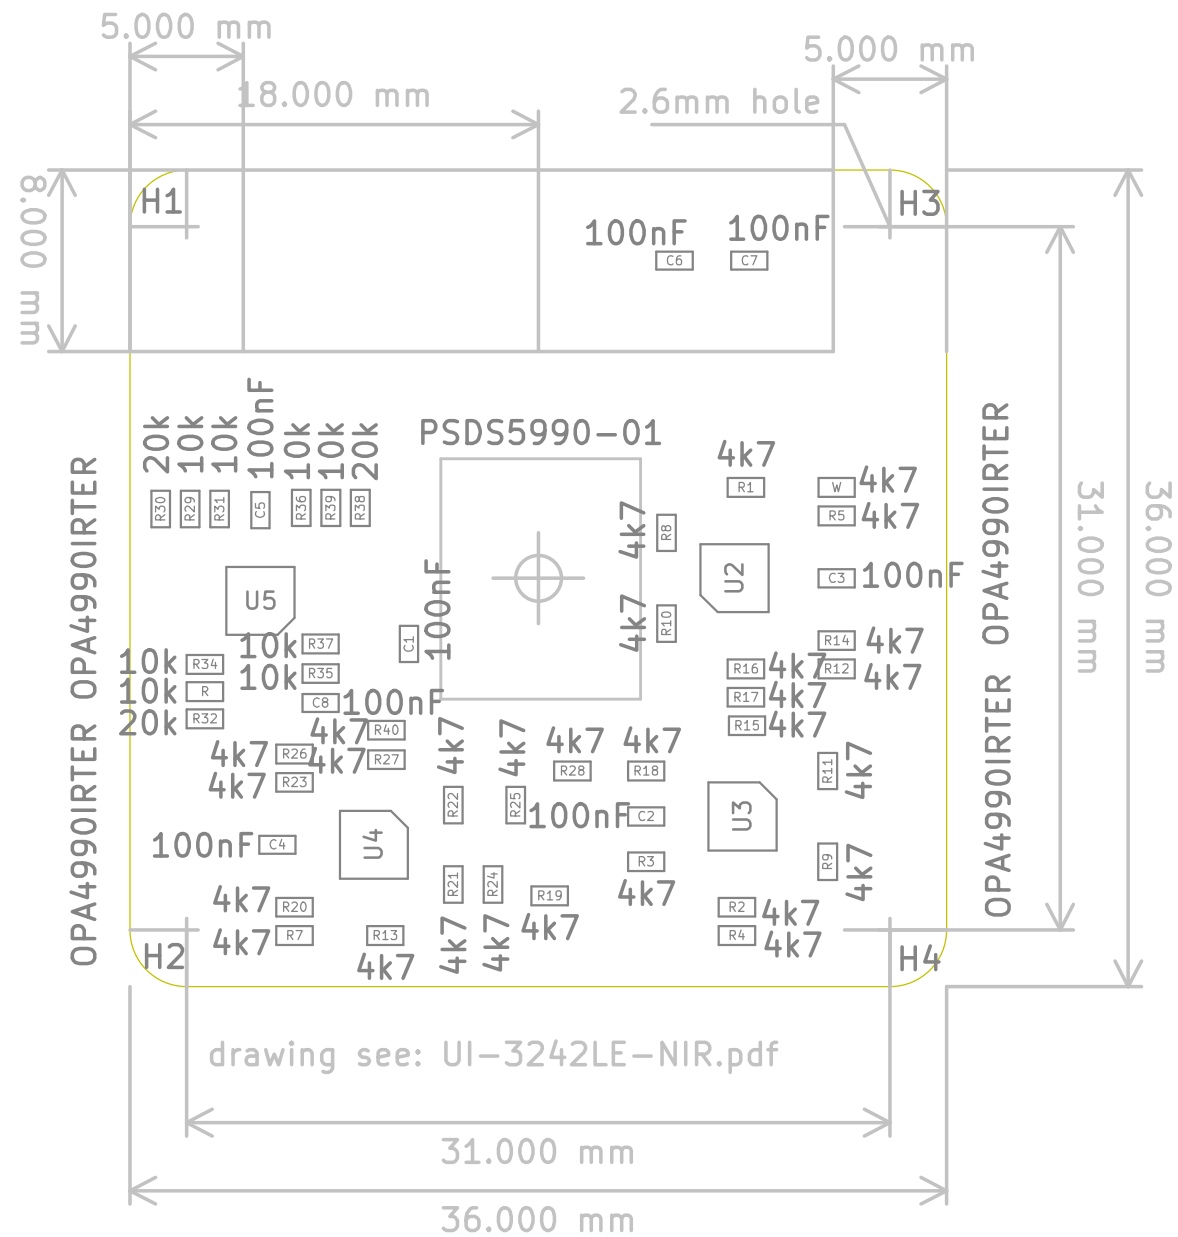 5.000 mm
5.000 mm
18.000 mm
2.6mm hole
8.000 mm
H1
H3
100nF
100nF
C6
C7
20k
10k
10k
100nF
10k
10k
20k
PSDS5990-01
R30
R29
R31
C5
R36
R39
R38
4k7
R1
W
4k7
R5
4k7
4k7
R8
U2
C3
100nF
U5
100nF
C1
4k7
R10
R14
4k7
R12
4k7
10k
R34
10k
R37
10k
R
10k
R35
20k
R32
C8
100nF
R16
4k7
R17
4k7
R15
4k7
OPA4990IRTER OPA4990IRTER
OPA4990IRTER OPA4990IRTER
31.000 mm
36.000 mm
4k7
R40
4k7
R26
4k7
R27
4k7
R23
4k7
R22
4k7
R25
4k7
R28
4k7
R18
R11
4k7
100nF
C2
U3
U4
100nF
C4
R3
4k7
R9
4k7
R21
4k7
R24
4k7
R19
4k7
4k7
R20
4k7
R7
R13
4k7
R2
4k7
R4
4k7
H2
H4
drawing see: UI-3242LE-NIR.pdf
31.000 mm
36.000 mm